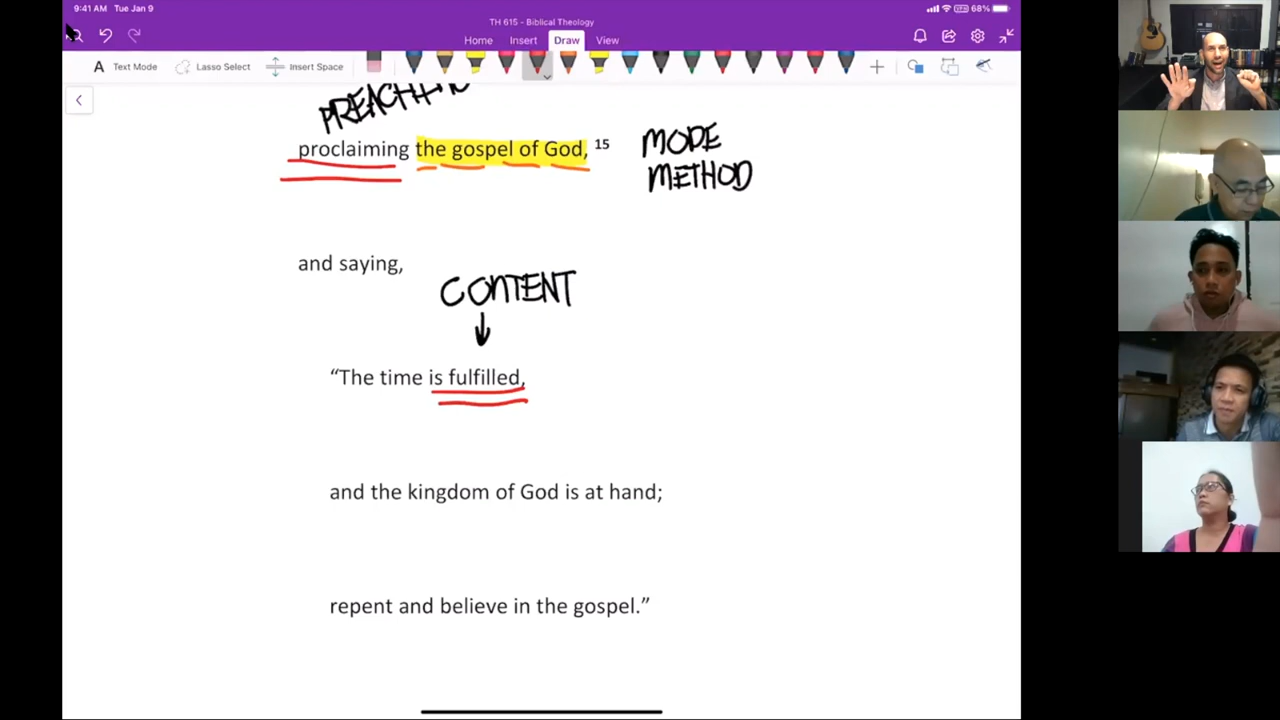 9:41 AM Tue Jan 9
68%
TH 615 - Biblical Theology
Home Insert Draw View
A Text Mode Lasso Select Insert Space
proclaiming the gospel of God, 15
MODE
METHOD
and saying,
CONTENT
“The time is fulfilled,
and the kingdom of God is at hand;
repent and believe in the gospel.”